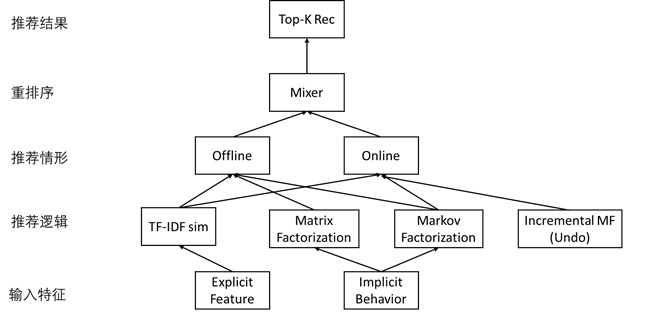 推荐结果
Top-K Rec
重排序
Mixer
推荐情形
Offline
Online
推荐逻辑
TF-IDF sim
Matrix
Factorization
Markov
Factorization
Incremental MF
(Undo)
输入特征
Explicit
Feature
Implicit
Behavior